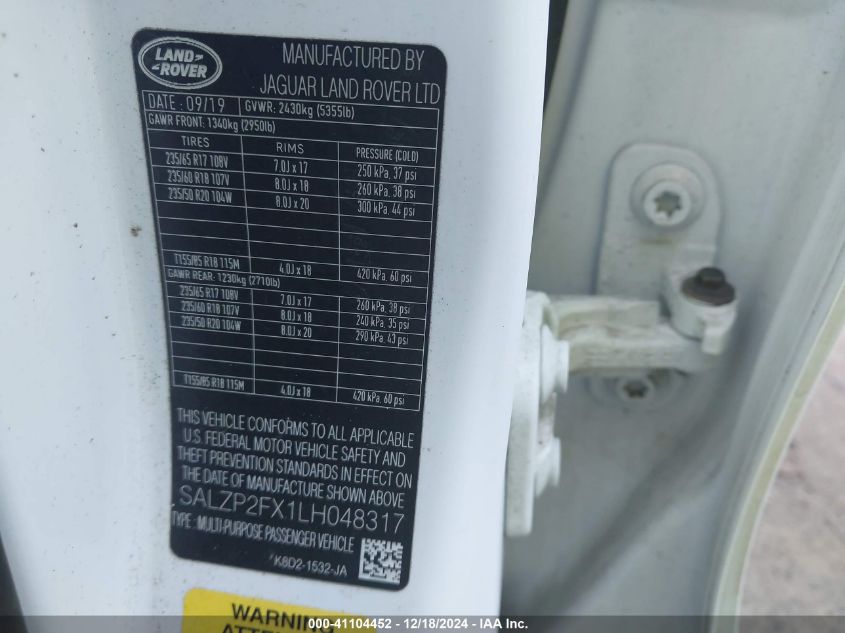 LAND
ROVER
MANUFACTURED BY
JAGUAR LAND ROVER LTD
DATE : 09/19 GVWR: 2430kg (5355lb)
GAWR FRONT: 1340kg (2950lb)
TIRES RIMS PRESSURE (COLD)
235/65 R17 108V 7.0J x 17 250 kPa, 37 psi
235/60 R18 107V 8.0J x 18 260 kPa, 38 psi
235/50 R20 104W 8.0J x 20 300 kPa, 44 psi
T155/85 R18 115M 4.0J x 18 420 kPa, 60 psi
GAWR REAR: 1230kg (2710lb)
235/65 R17 108V 7.0J x 17 260 kPa, 38 psi
235/60 R18 107V 8.0J x 18 240 kPa, 35 psi
235/50 R20 104W 8.0J x 20 290 kPa, 43 psi
T155/85 R18 115M 4.0J x 18 420 kPa, 60 psi
THIS VEHICLE CONFORMS TO ALL APPLICABLE
U.S. FEDERAL MOTOR VEHICLE SAFETY AND
THEFT PREVENTION STANDARDS IN EFFECT ON
THE DATE OF MANUFACTURE SHOWN ABOVE
SALZP2FX1LH048317
TYPE : MULTI-PURPOSE PASSENGER VEHICLE
K8D2-1532-JA
WARNING
000-41104452 - 12/18/2024 - IAA Inc.